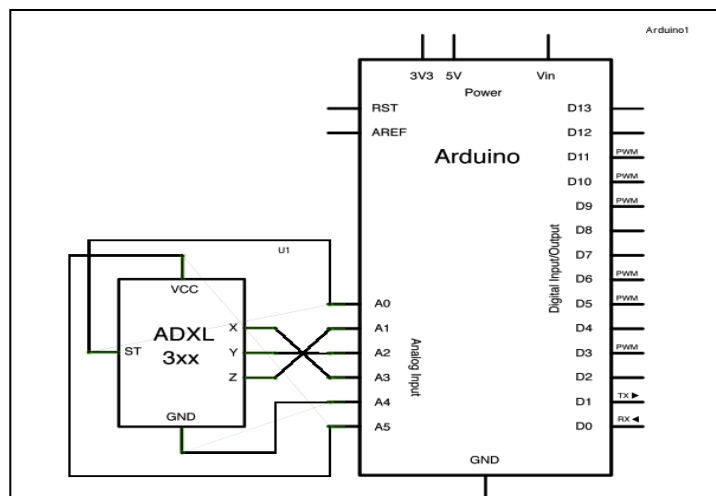 Arduino1
3V3 5V Vin
Power
RST
AREF
Arduino
D13
D12
D11 PWM
D10 PWM
D9 PWM
D8
D7
D6 PWM
D5 PWM
D4
D3 PWM
D2
D1 TX ►
D0 RX ◄
Digital Input/Output
Analog Input
A0
A1
A2
A3
A4
A5
GND
U1
VCC
ADXL
3xx
ST
X
Y
Z
GND